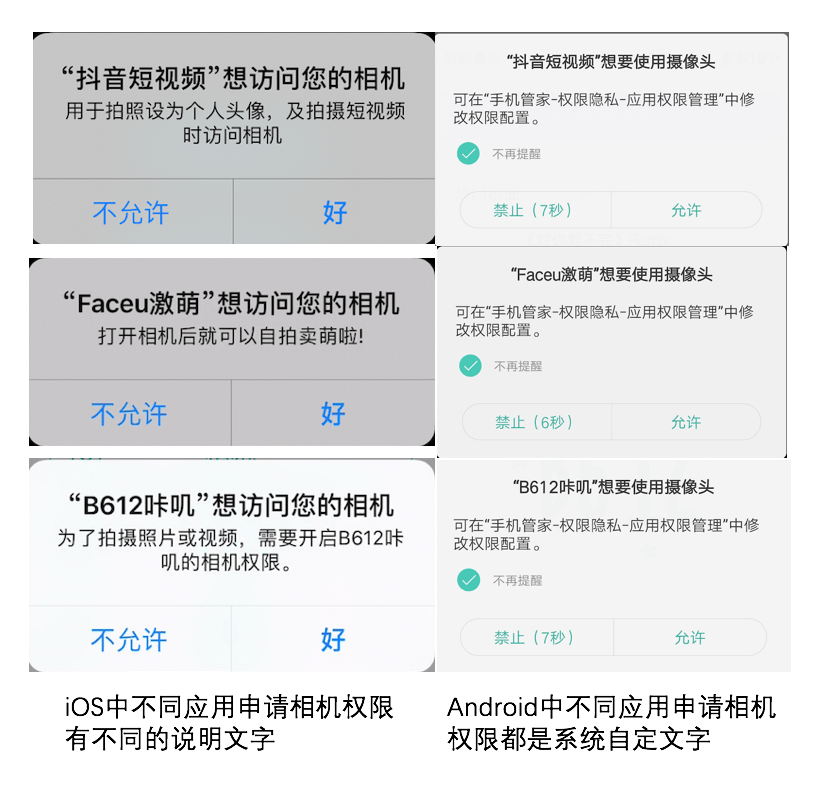 “抖音短视频”想访问您的相机
用于拍照设为个人头像，及拍摄短视频
时访问相机
不允许
好
“抖音短视频”想要使用摄像头
可在“手机管家-权限隐私-应用权限管理”中修
改权限配置。
不再提醒
禁止（7秒）
允许
“Faceu激萌”想访问您的相机
打开相机后就可以自拍卖萌啦!
不允许
好
“Faceu激萌”想要使用摄像头
可在“手机管家-权限隐私-应用权限管理”中修
改权限配置。
不再提醒
禁止（6秒）
允许
“B612咔叽”想访问您的相机
为了拍摄照片或视频，需要开启B612咔
叽的相机权限。
不允许
好
“B612咔叽”想要使用摄像头
可在“手机管家-权限隐私-应用权限管理”中修
改权限配置。
不再提醒
禁止（7秒）
允许
iOS中不同应用申请相机权限
有不同的说明文字
Android中不同应用申请相机
权限都是系统自定文字